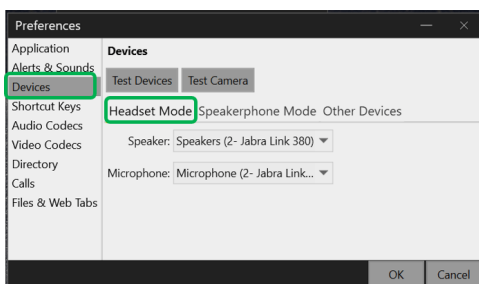 Preferences
Application
Alerts & Sounds
Devices
Shortcut Keys
Audio Codecs
Video Codecs
Directory
Calls
Files & Web Tabs
Devices
Test Devices Test Camera
Headset Mode Speakerphone Mode Other Devices
Speaker: Speakers (2- Jabra Link 380)
Microphone: Microphone (2- Jabra Link...
OK Cancel